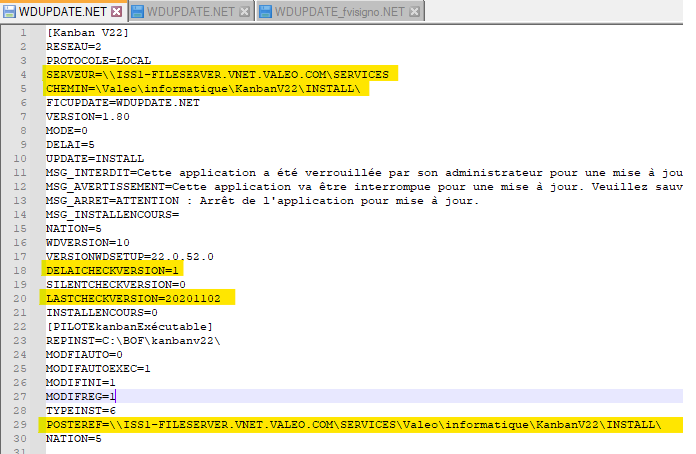 WDUPDATE.NET WDUPDATE.NET WDUPDATE_fvisigno.NET
1 [Kanban V22]
2 RESEAU=2
3 PROTOCOLE=LOCAL
4 SERVEUR=\\ISS1-FILESERVER.VNET.VALEO.COM\SERVICES
5 CHEMIN=\Valeo\informatique\KanbanV22\INSTALL\
6 FICUPDATE=WDUPDATE.NET
7 VERSION=1.80
8 MODE=0
9 DELAI=5
10 UPDATE=INSTALL
11 MSG_INTERDIT=Cette application a été verrouillée par son administrateur pour une mise à jou
12 MSG_AVERTISSEMENT=Cette application va être interrompue pour une mise à jour. Veuillez sauv
13 MSG_ARRET=ATTENTION : Arrêt de l'application pour mise à jour.
14 MSG_INSTALLENCOURS=
15 NATION=5
16 WDVERSION=10
17 VERSIONWDSETUP=22.0.52.0
18 DELAICHECKVERSION=1
19 SILENTCHECKVERSION=0
20 LASTCHECKVERSION=20201102
21 INSTALLENCOURS=0
22 [PILOTEkanbanExécutable]
23 REPINST=C:\BOF\kanbanv22\
24 MODFIAUTO=0
25 MODIFAUTOEXEC=1
26 MODIFINI=1
27 MODIFREG=1
28 TYPEINST=6
29 POSTEREF=\\ISS1-FILESERVER.VNET.VALEO.COM\SERVICES\Valeo\informatique\KanbanV22\INSTALL\
30 NATION=5
31